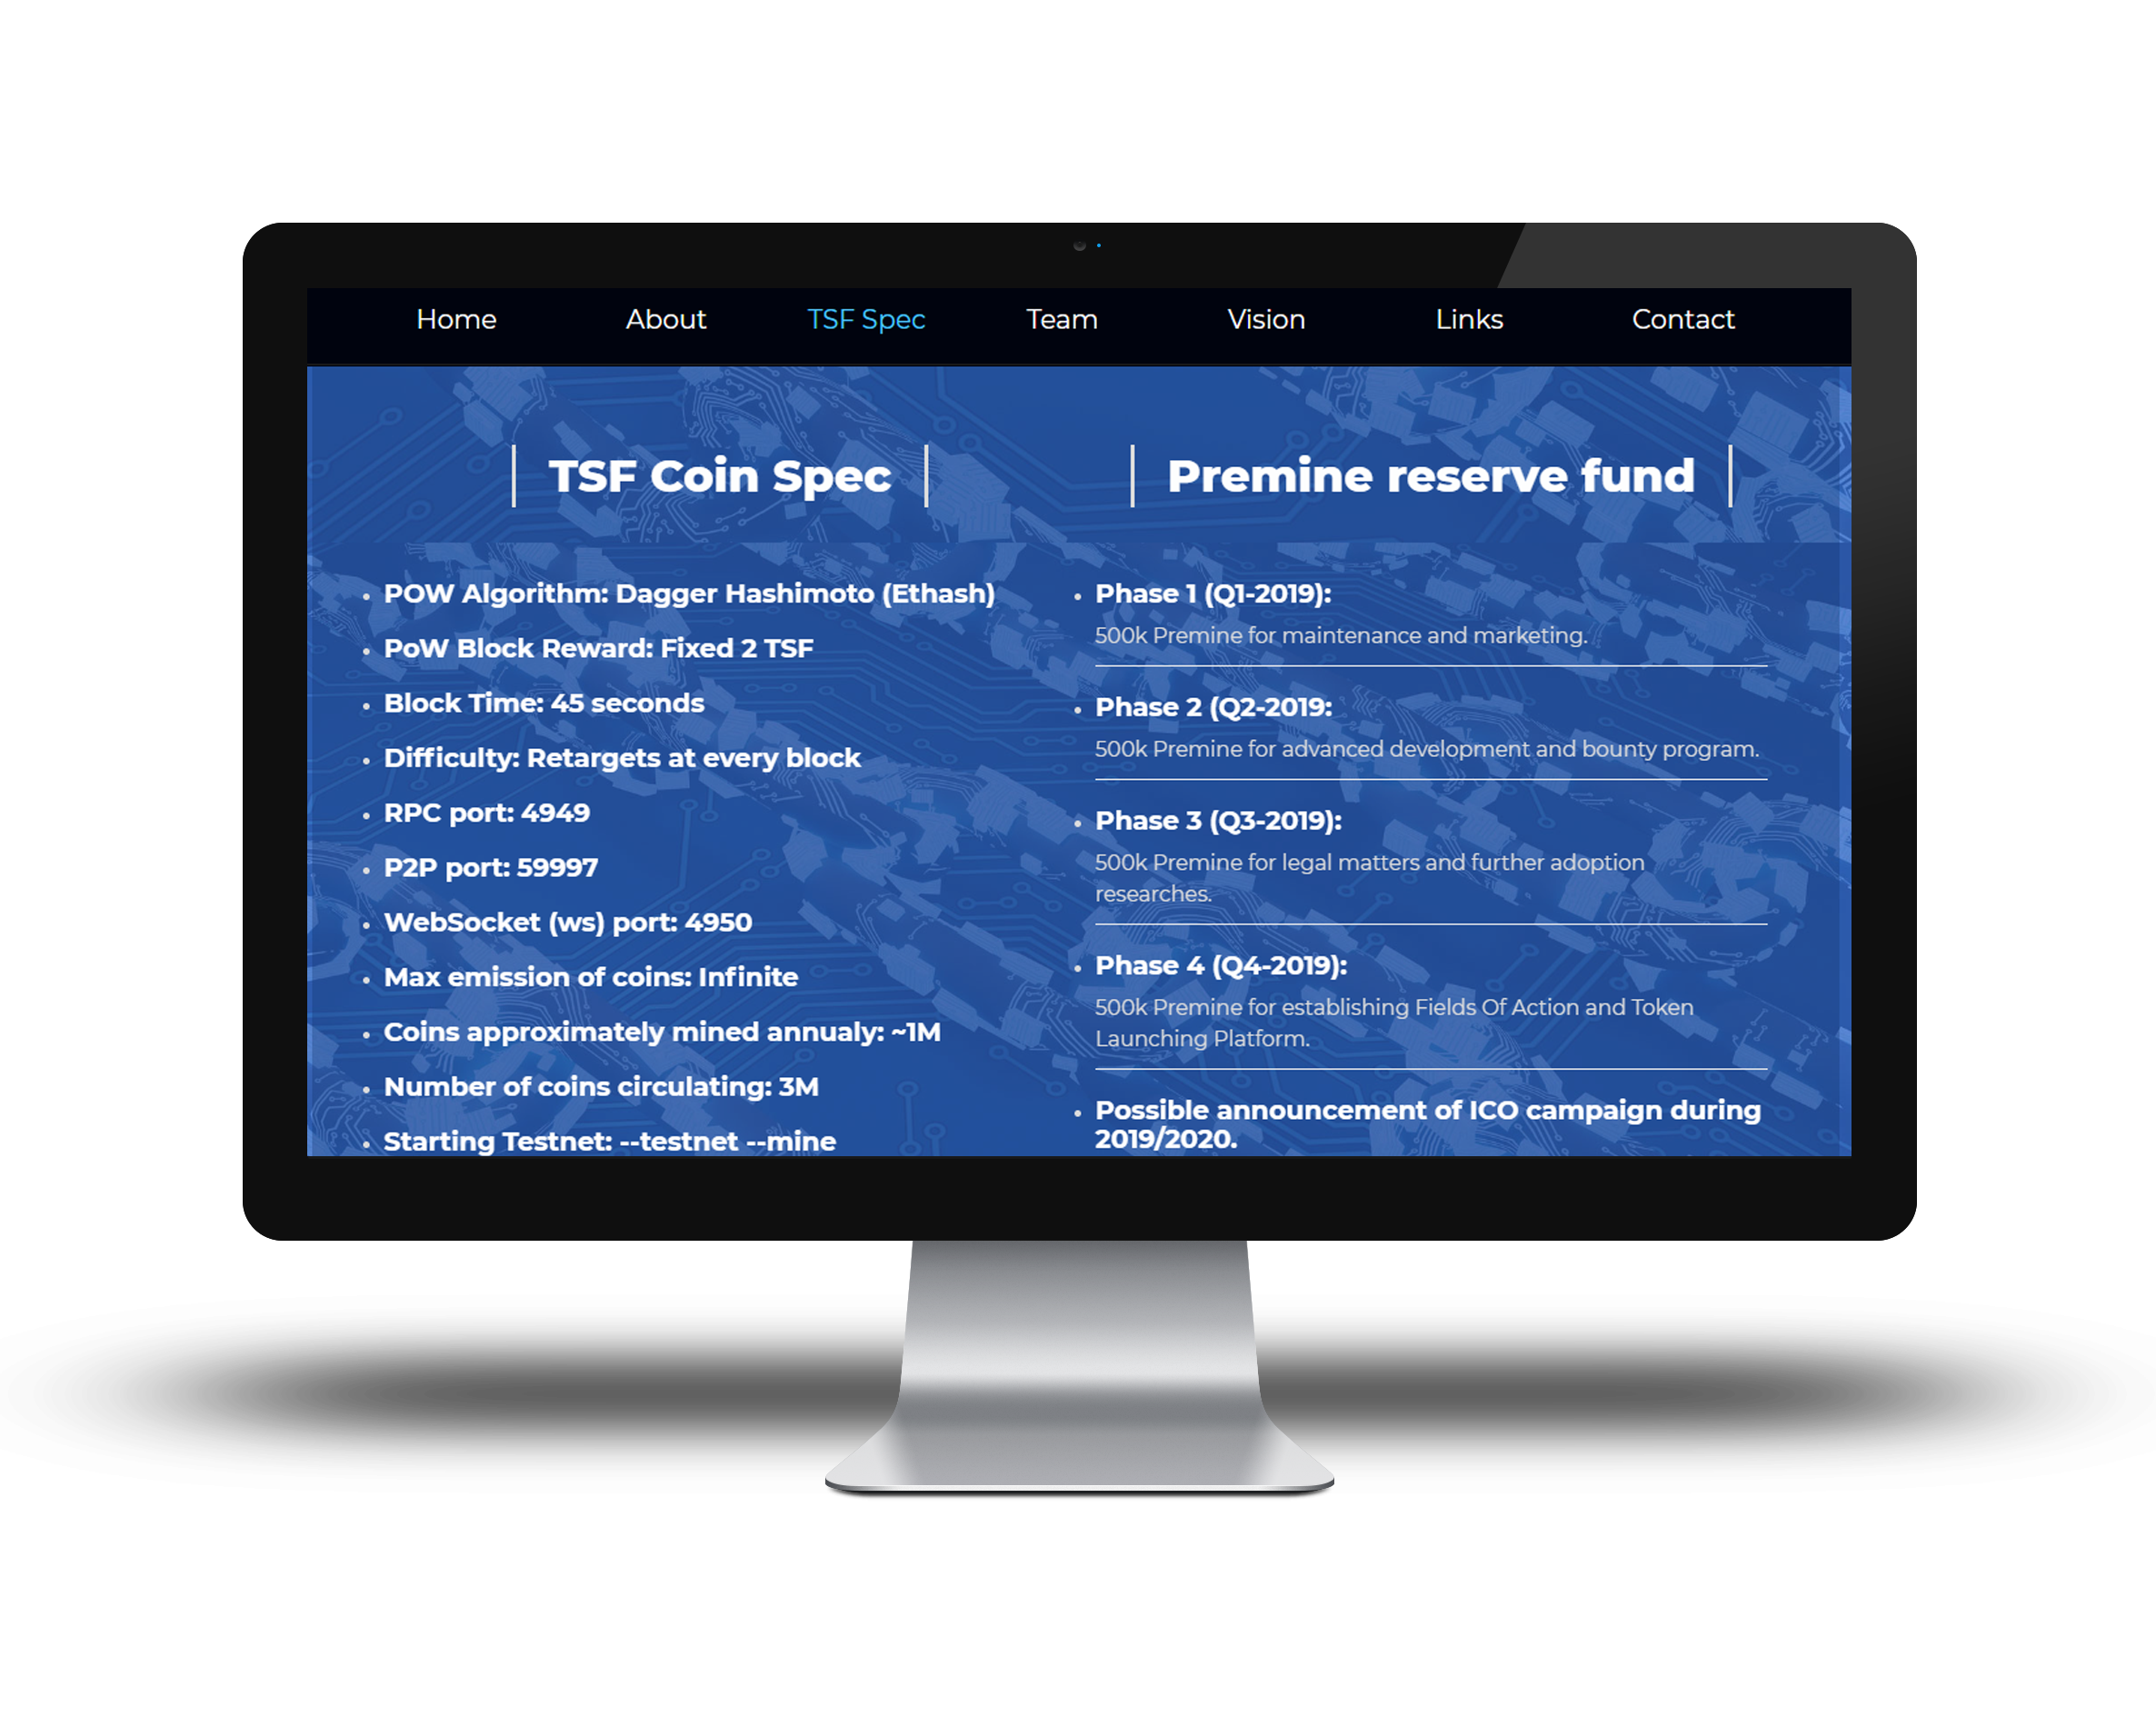 Home About TSF Spec Team Vision Links Contact
TSF Coin Spec
POW Algorithm: Dagger Hashimoto (Ethash)
PoW Block Reward: Fixed 2 TSF
Block Time: 45 seconds
Difficulty: Retargets at every block
RPC port: 4949
P2P port: 59997
WebSocket (ws) port: 4950
Max emission of coins: Infinite
Coins approximately mined annualy: ~1M
Number of coins circulating: 3M
Starting Testnet: --testnet --mine
Premine reserve fund
Phase 1 (Q1-2019):
500k Premine for maintenance and marketing.
Phase 2 (Q2-2019:
500k Premine for advanced development and bounty program.
Phase 3 (Q3-2019):
500k Premine for legal matters and further adoption
researches.
Phase 4 (Q4-2019):
500k Premine for establishing Fields Of Action and Token
Launching Platform.
Possible announcement of ICO campaign during
2019/2020.